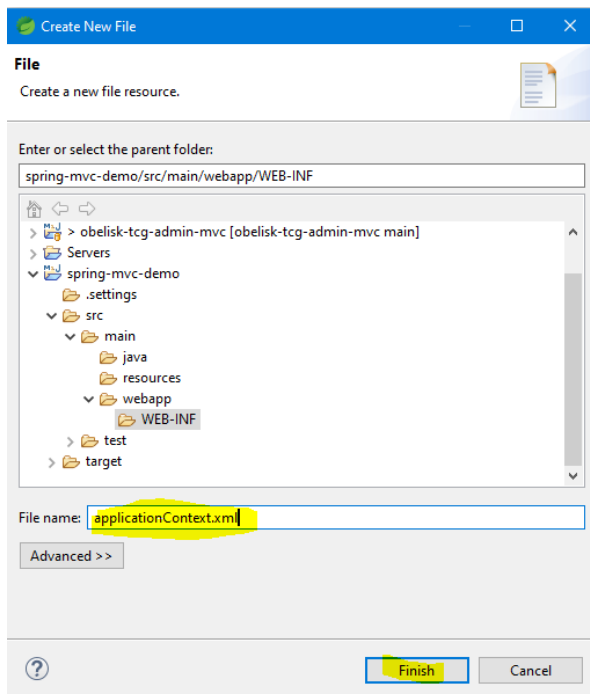 Create New File
File
Create a new file resource.
Enter or select the parent folder:
spring-mvc-demo/src/main/webapp/WEB-INF
> obelisk-tcg-admin-mvc [obelisk-tcg-admin-mvc main]
Servers
spring-mvc-demo
.settings
src
main
java
resources
webapp
WEB-INF
test
target
File name: applicationContext.xml
Advanced >>
Finish Cancel